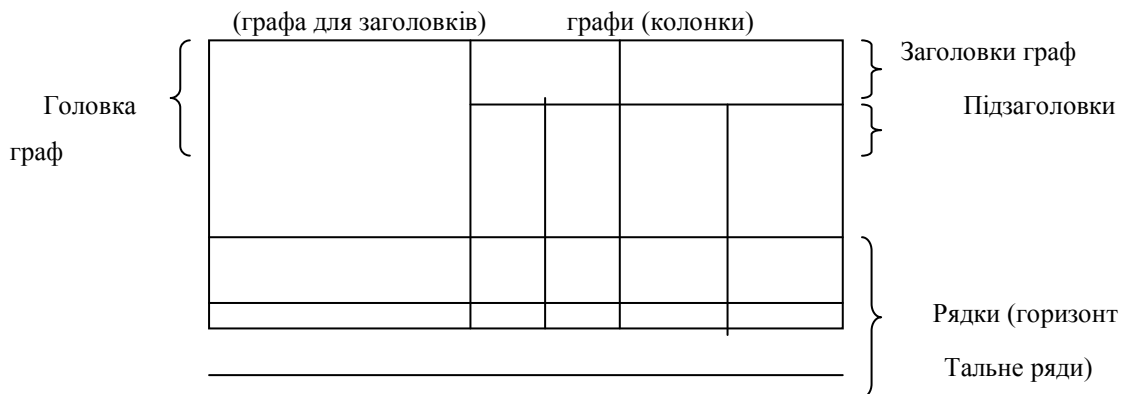 (графа для заголовків) графи (колонки)
Заголовки граф
Головка Підзаголовки
граф
Рядки (горизонт
Тальне ряди)